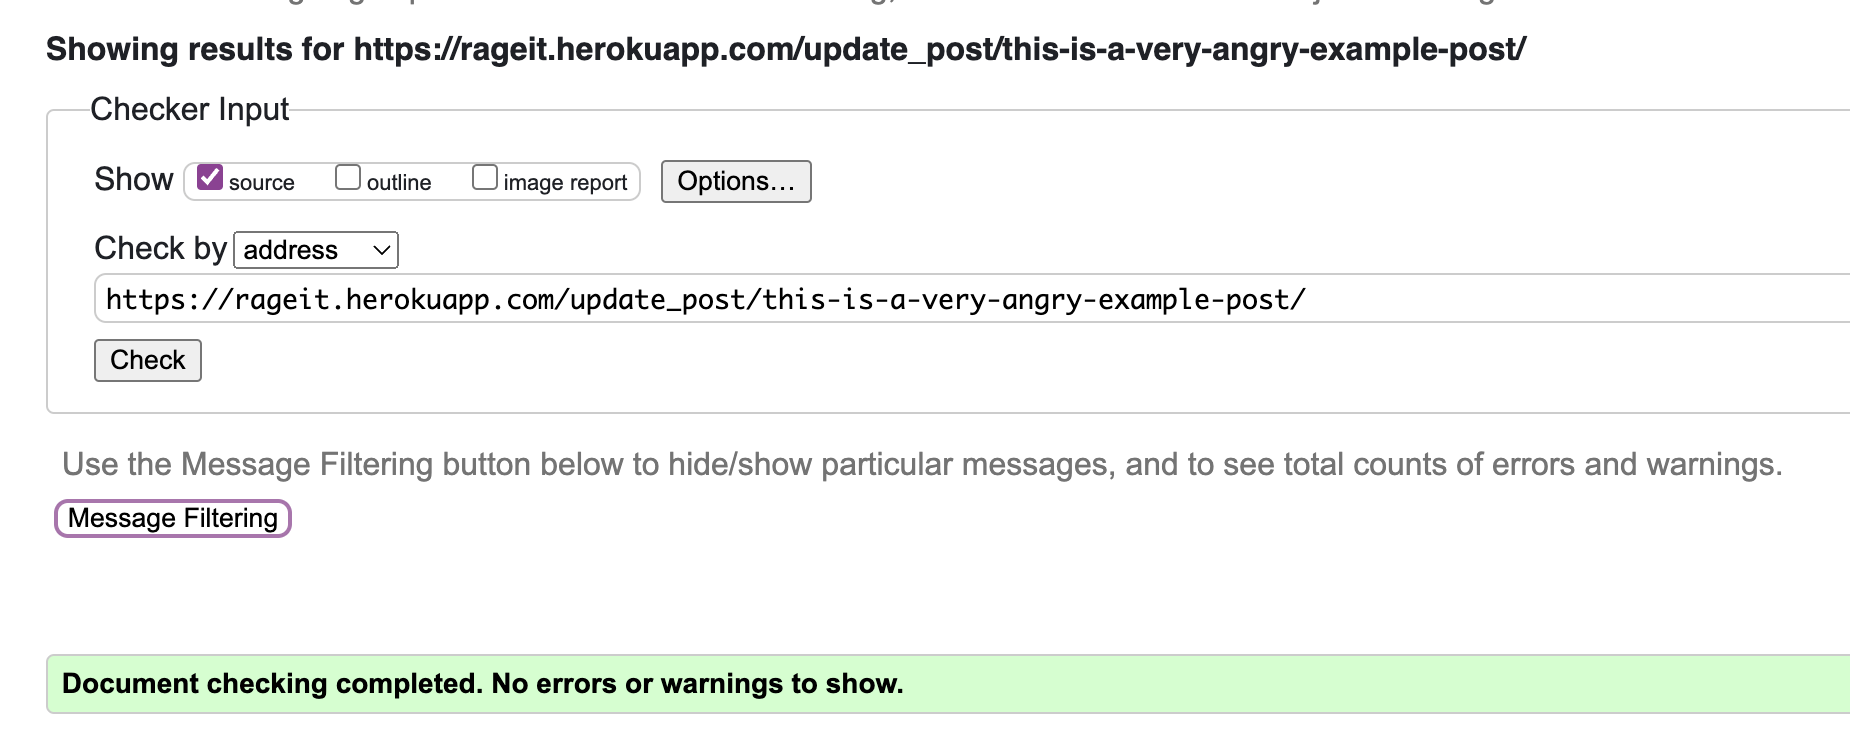 Showing results for https://rageit.herokuapp.com/update_post/this-is-a-very-angry-example-post/
Checker Input
Show source outline image report Options...
Check by address
https://rageit.herokuapp.com/update_post/this-is-a-very-angry-example-post/
Check
Use the Message Filtering button below to hide/show particular messages, and to see total counts of errors and warnings.
Message Filtering
Document checking completed. No errors or warnings to show.